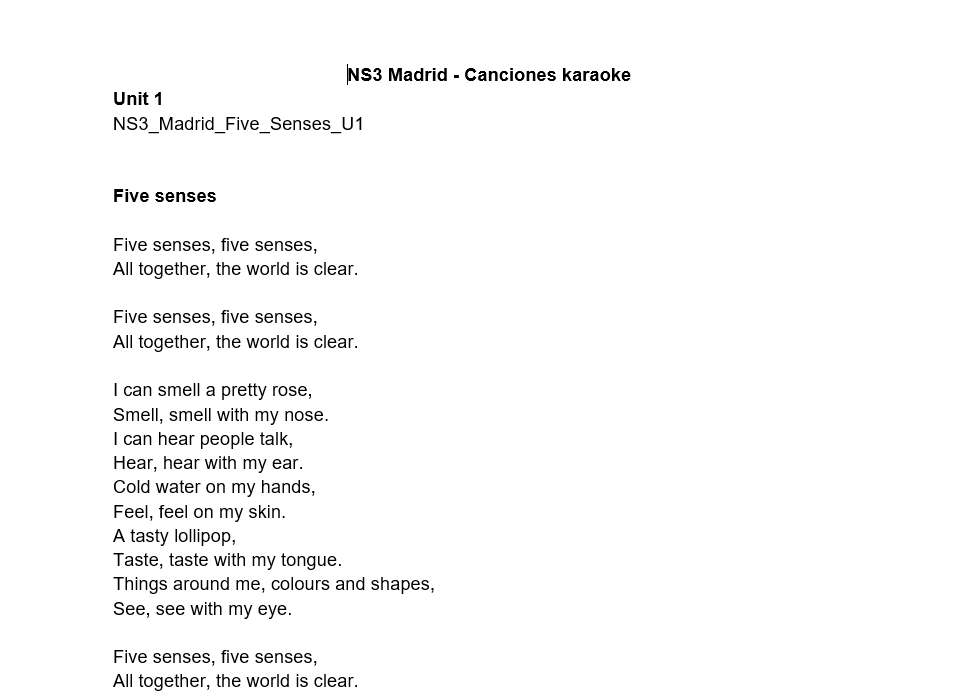 NS3 Madrid - Canciones karaoke
Unit 1
NS3_Madrid_Five_Senses_U1
Five senses
Five senses, five senses,
All together, the world is clear.
Five senses, five senses,
All together, the world is clear.
I can smell a pretty rose,
Smell, smell with my nose.
I can hear people talk,
Hear, hear with my ear.
Cold water on my hands,
Feel, feel on my skin.
A tasty lollipop,
Taste, taste with my tongue.
Things around me, colours and shapes,
See, see with my eye.
Five senses, five senses,
All together, the world is clear.